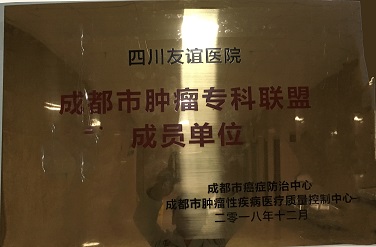 四川友谊医院
成都市肿瘤专科联盟
成员单位
成都市癌症防治中心
成都市肿瘤性疾病医疗质量控制中心
二零一八年十二月